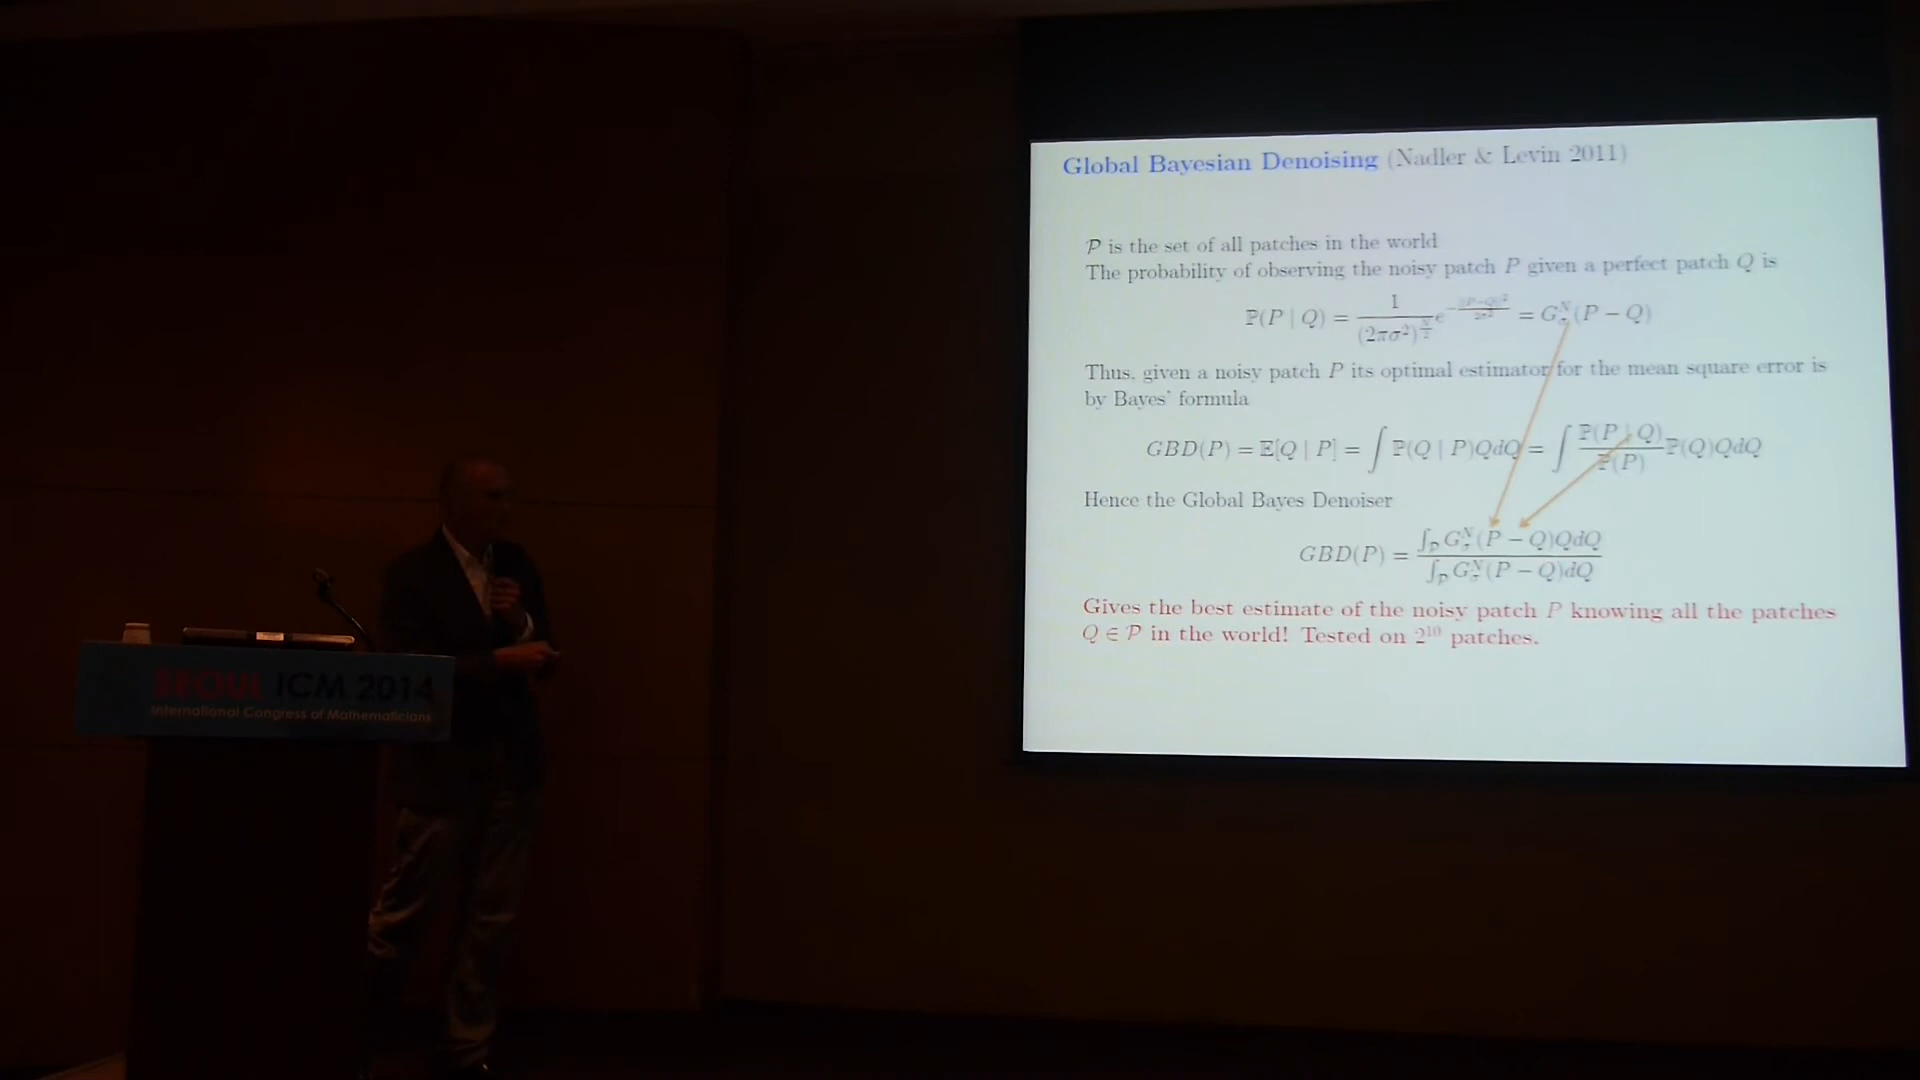 Global Bayesian Denoising (Nadler & Levin 2011)
𝒫 is the set of all patches in the world
The probability of observing the noisy patch P given a perfect patch Q is
ℙ(P | Q) = 1/(2πσ²)^(N/2) e^(−‖P−Q‖²/2σ²) = G_σ^N(P − Q)
Thus, given a noisy patch P its optimal estimator for the mean square error is
by Bayes' formula
GBD(P) = 𝔼[Q | P] = ∫ ℙ(Q | P)QdQ = ∫ ℙ(P | Q)/ℙ(P) ℙ(Q)QdQ
Hence the Global Bayes Denoiser
GBD(P) = ∫_𝒫 G_σ^N(P − Q)QdQ / ∫_𝒫 G_σ^N(P − Q)dQ
Gives the best estimate of the noisy patch P knowing all the patches
Q ∈ 𝒫 in the world! Tested on 2¹⁰ patches.
SEOUL ICM 2014
International Congress of Mathematicians